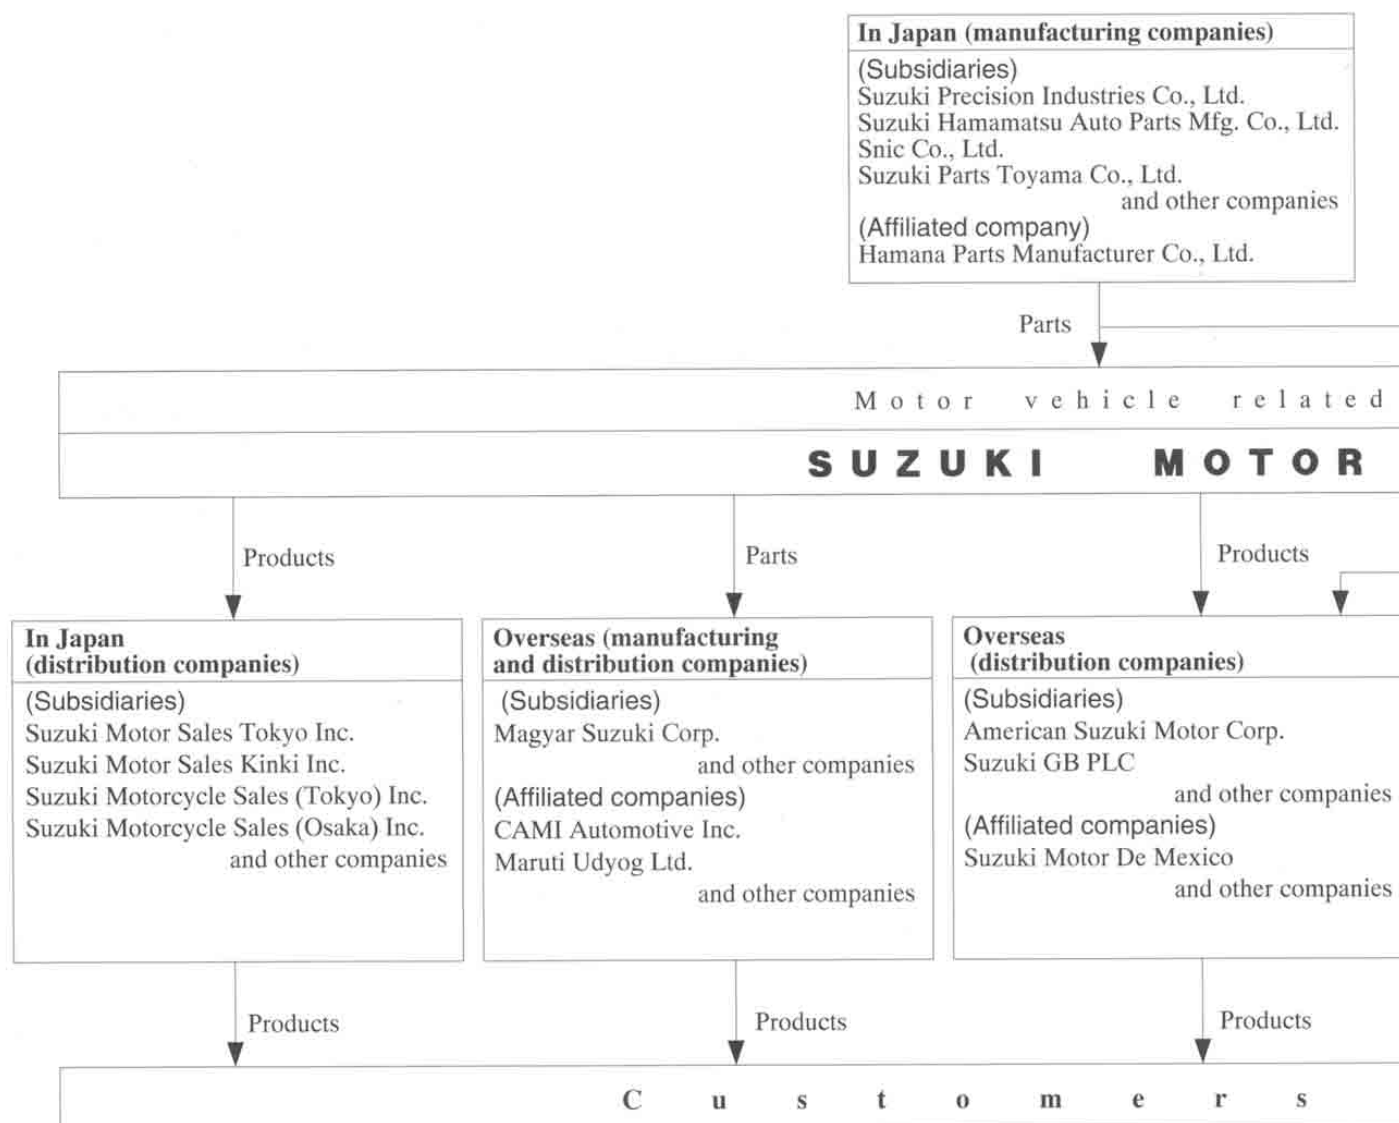 In Japan (manufacturing companies)
(Subsidiaries)
Suzuki Precision Industries Co., Ltd.
Suzuki Hamamatsu Auto Parts Mfg. Co., Ltd.
Snic Co., Ltd.
Suzuki Parts Toyama Co., Ltd.
and other companies
(Affiliated company)
Hamana Parts Manufacturer Co., Ltd.
Parts
Motor vehicle related
SUZUKI MOTOR
Products
Parts
Products
In Japan
(distribution companies)
(Subsidiaries)
Suzuki Motor Sales Tokyo Inc.
Suzuki Motor Sales Kinki Inc.
Suzuki Motorcycle Sales (Tokyo) Inc.
Suzuki Motorcycle Sales (Osaka) Inc.
and other companies
Overseas (manufacturing
and distribution companies)
(Subsidiaries)
Magyar Suzuki Corp.
and other companies
(Affiliated companies)
CAMI Automotive Inc.
Maruti Udyog Ltd.
and other companies
Overseas
(distribution companies)
(Subsidiaries)
American Suzuki Motor Corp.
Suzuki GB PLC
and other companies
(Affiliated companies)
Suzuki Motor De Mexico
and other companies
Products
Products
Products
Customers